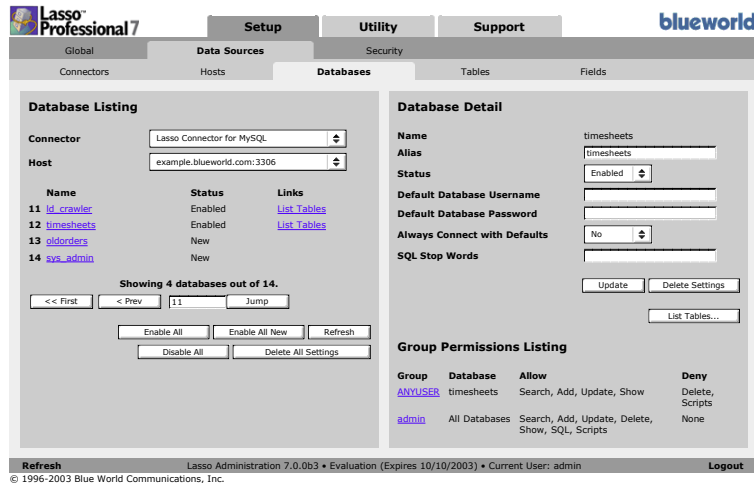 Lasso™
Professional 7
Setup Utility Support
blueworld
Global Data Sources Security
Connectors Hosts Databases Tables Fields
Database Listing
Connector Lasso Connector for MySQL
Host example.blueworld.com:3306
Name Status Links
11 ld_crawler Enabled List Tables
12 timesheets Enabled List Tables
13 oldorders New
14 sys_admin New
Showing 4 databases out of 14.
<< First < Prev 11 Jump
Enable All Enable All New Refresh
Disable All Delete All Settings
Database Detail
Name timesheets
Alias timesheets
Status Enabled
Default Database Username
Default Database Password
Always Connect with Defaults No
SQL Stop Words
Update Delete Settings
List Tables...
Group Permissions Listing
Group Database Allow Deny
ANYUSER timesheets Search, Add, Update, Show Delete,
Scripts
admin All Databases Search, Add, Update, Delete, None
Show, SQL, Scripts
Refresh Lasso Administration 7.0.0b3 • Evaluation (Expires 10/10/2003) • Current User: admin Logout
© 1996-2003 Blue World Communications, Inc.